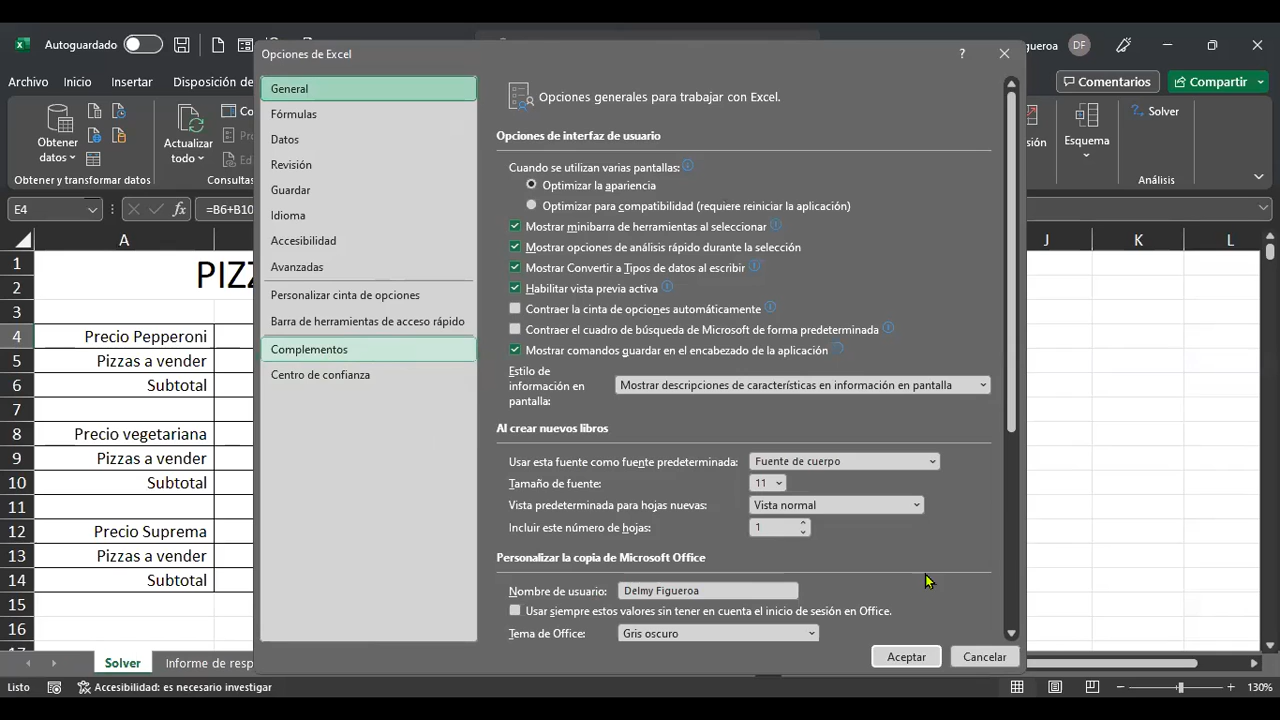 Autoguardado
gueroa
DF
Opciones de Excel
?
Archivo
Inicio
Insertar
Disposición d
Comentarios
Compartir
Obtener datos
Actualizar todo
Co
Pro
Edi
sión
Esquema
Solver
Obtener y transformar datos
Consultas
Análisis
E4
fx
=B6+B10
General
Fórmulas
Datos
Revisión
Guardar
Idioma
Accesibilidad
Avanzadas
Personalizar cinta de opciones
Barra de herramientas de acceso rápido
Complementos
Centro de confianza
Opciones generales para trabajar con Excel.
Opciones de interfaz de usuario
Cuando se utilizan varias pantallas:
Optimizar la apariencia
Optimizar para compatibilidad (requiere reiniciar la aplicación)
Mostrar minibarra de herramientas al seleccionar
Mostrar opciones de análisis rápido durante la selección
Mostrar Convertir a Tipos de datos al escribir
Habilitar vista previa activa
Contraer la cinta de opciones automáticamente
Contraer el cuadro de búsqueda de Microsoft de forma predeterminada
Mostrar comandos guardar en el encabezado de la aplicación
Estilo de
información en
pantalla:
Mostrar descripciones de características en información en pantalla
Al crear nuevos libros
Usar esta fuente como fuente predeterminada:
Fuente de cuerpo
Tamaño de fuente:
11
Vista predeterminada para hojas nuevas:
Vista normal
Incluir este número de hojas:
1
Personalizar la copia de Microsoft Office
Nombre de usuario:
Delmy Figueroa
Usar siempre estos valores sin tener en cuenta el inicio de sesión en Office.
Tema de Office:
Gris oscuro
Aceptar
Cancelar
A
J
K
L
1
PIZZ
2
3
4 Precio Pepperoni
5 Pizzas a vender
6 Subtotal
7
8 Precio vegetariana
9 Pizzas a vender
10 Subtotal
11
12 Precio Suprema
13 Pizzas a vender
14 Subtotal
15
16
Solver
Informe de resp
Listo
Accesibilidad: es necesario investigar
130%